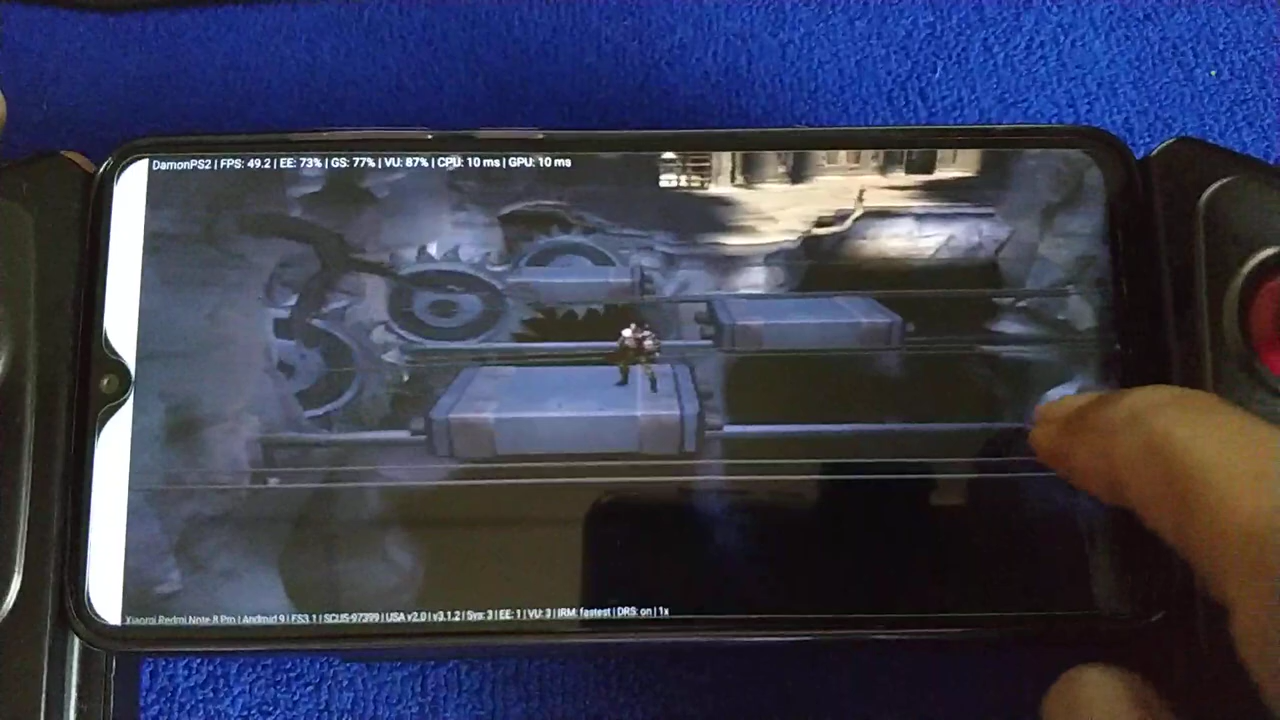 DamonPS2 | FPS: 49.2 | EE: 73% | GS: 77% | VU: 87% | CPU: 10 ms | GPU: 10 ms
Xiaomi Redmi Note 8 Pro | Android 9 | ES3.1 | SCUS-97399 | USA v2.0 | v3.1.2 | Sys: 3 | EE: 1 | VU: 3 | IRM: fastest | DRS: on | 1x